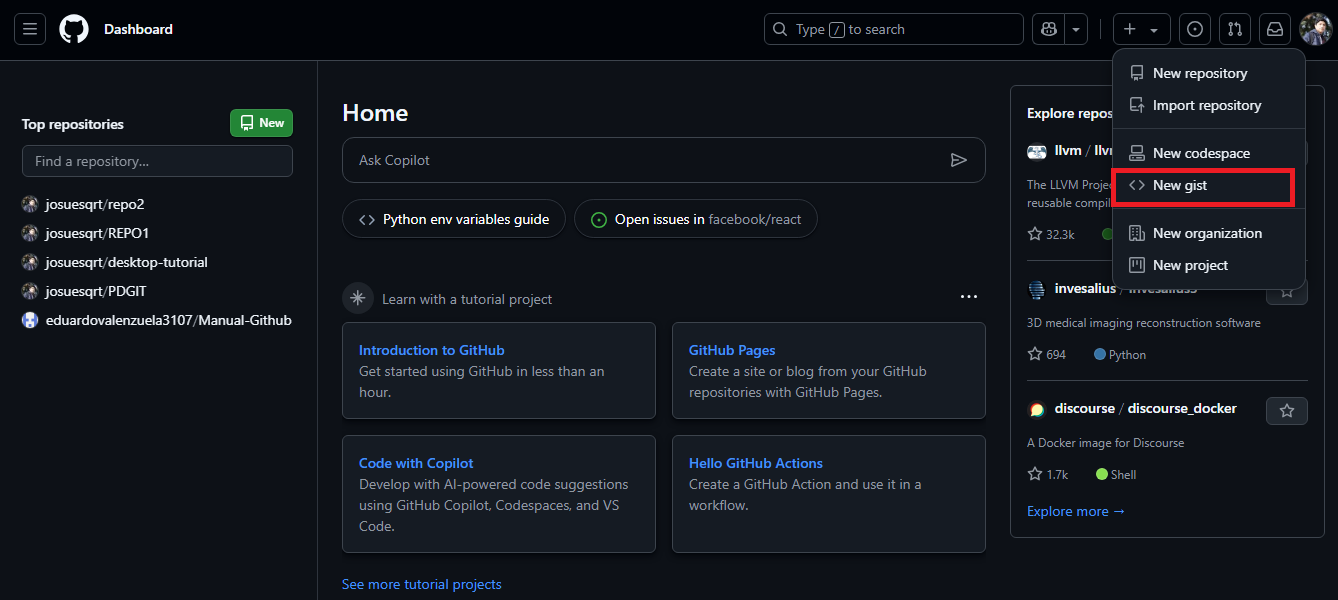 Dashboard
Type / to search
Top repositories
New
Find a repository...
josuesqrt/repo2
josuesqrt/REPO1
josuesqrt/desktop-tutorial
josuesqrt/PDGIT
eduardovalenzuela3107/Manual-Github
Home
Ask Copilot
Python env variables guide
Open issues in facebook/react
Learn with a tutorial project
Introduction to GitHub
Get started using GitHub in less than an
hour.
GitHub Pages
Create a site or blog from your GitHub
repositories with GitHub Pages.
Code with Copilot
Develop with AI-powered code suggestions
using GitHub Copilot, Codespaces, and VS
Code.
Hello GitHub Actions
Create a GitHub Action and use it in a
workflow.
See more tutorial projects
New repository
Import repository
New codespace
New gist
New organization
New project
Explore repos
llvm /
The LLVM
reusable
32.3k
invesalius / invesalius3
3D medical imaging reconstruction software
694
Python
discourse / discourse_docker
A Docker image for Discourse
1.7k
Shell
Explore more →